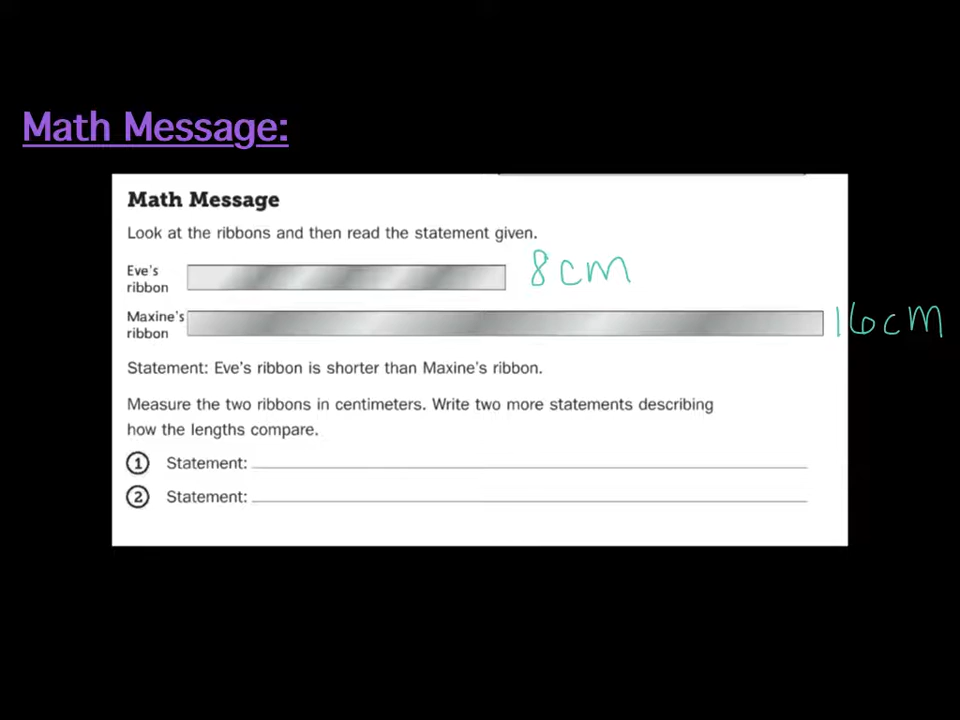 Math Message:
Math Message
Look at the ribbons and then read the statement given.
Eve's
ribbon
8cm
Maxine's
ribbon
16cm
Statement: Eve's ribbon is shorter than Maxine's ribbon.
Measure the two ribbons in centimeters. Write two more statements describing
how the lengths compare.
1 Statement:
2 Statement: